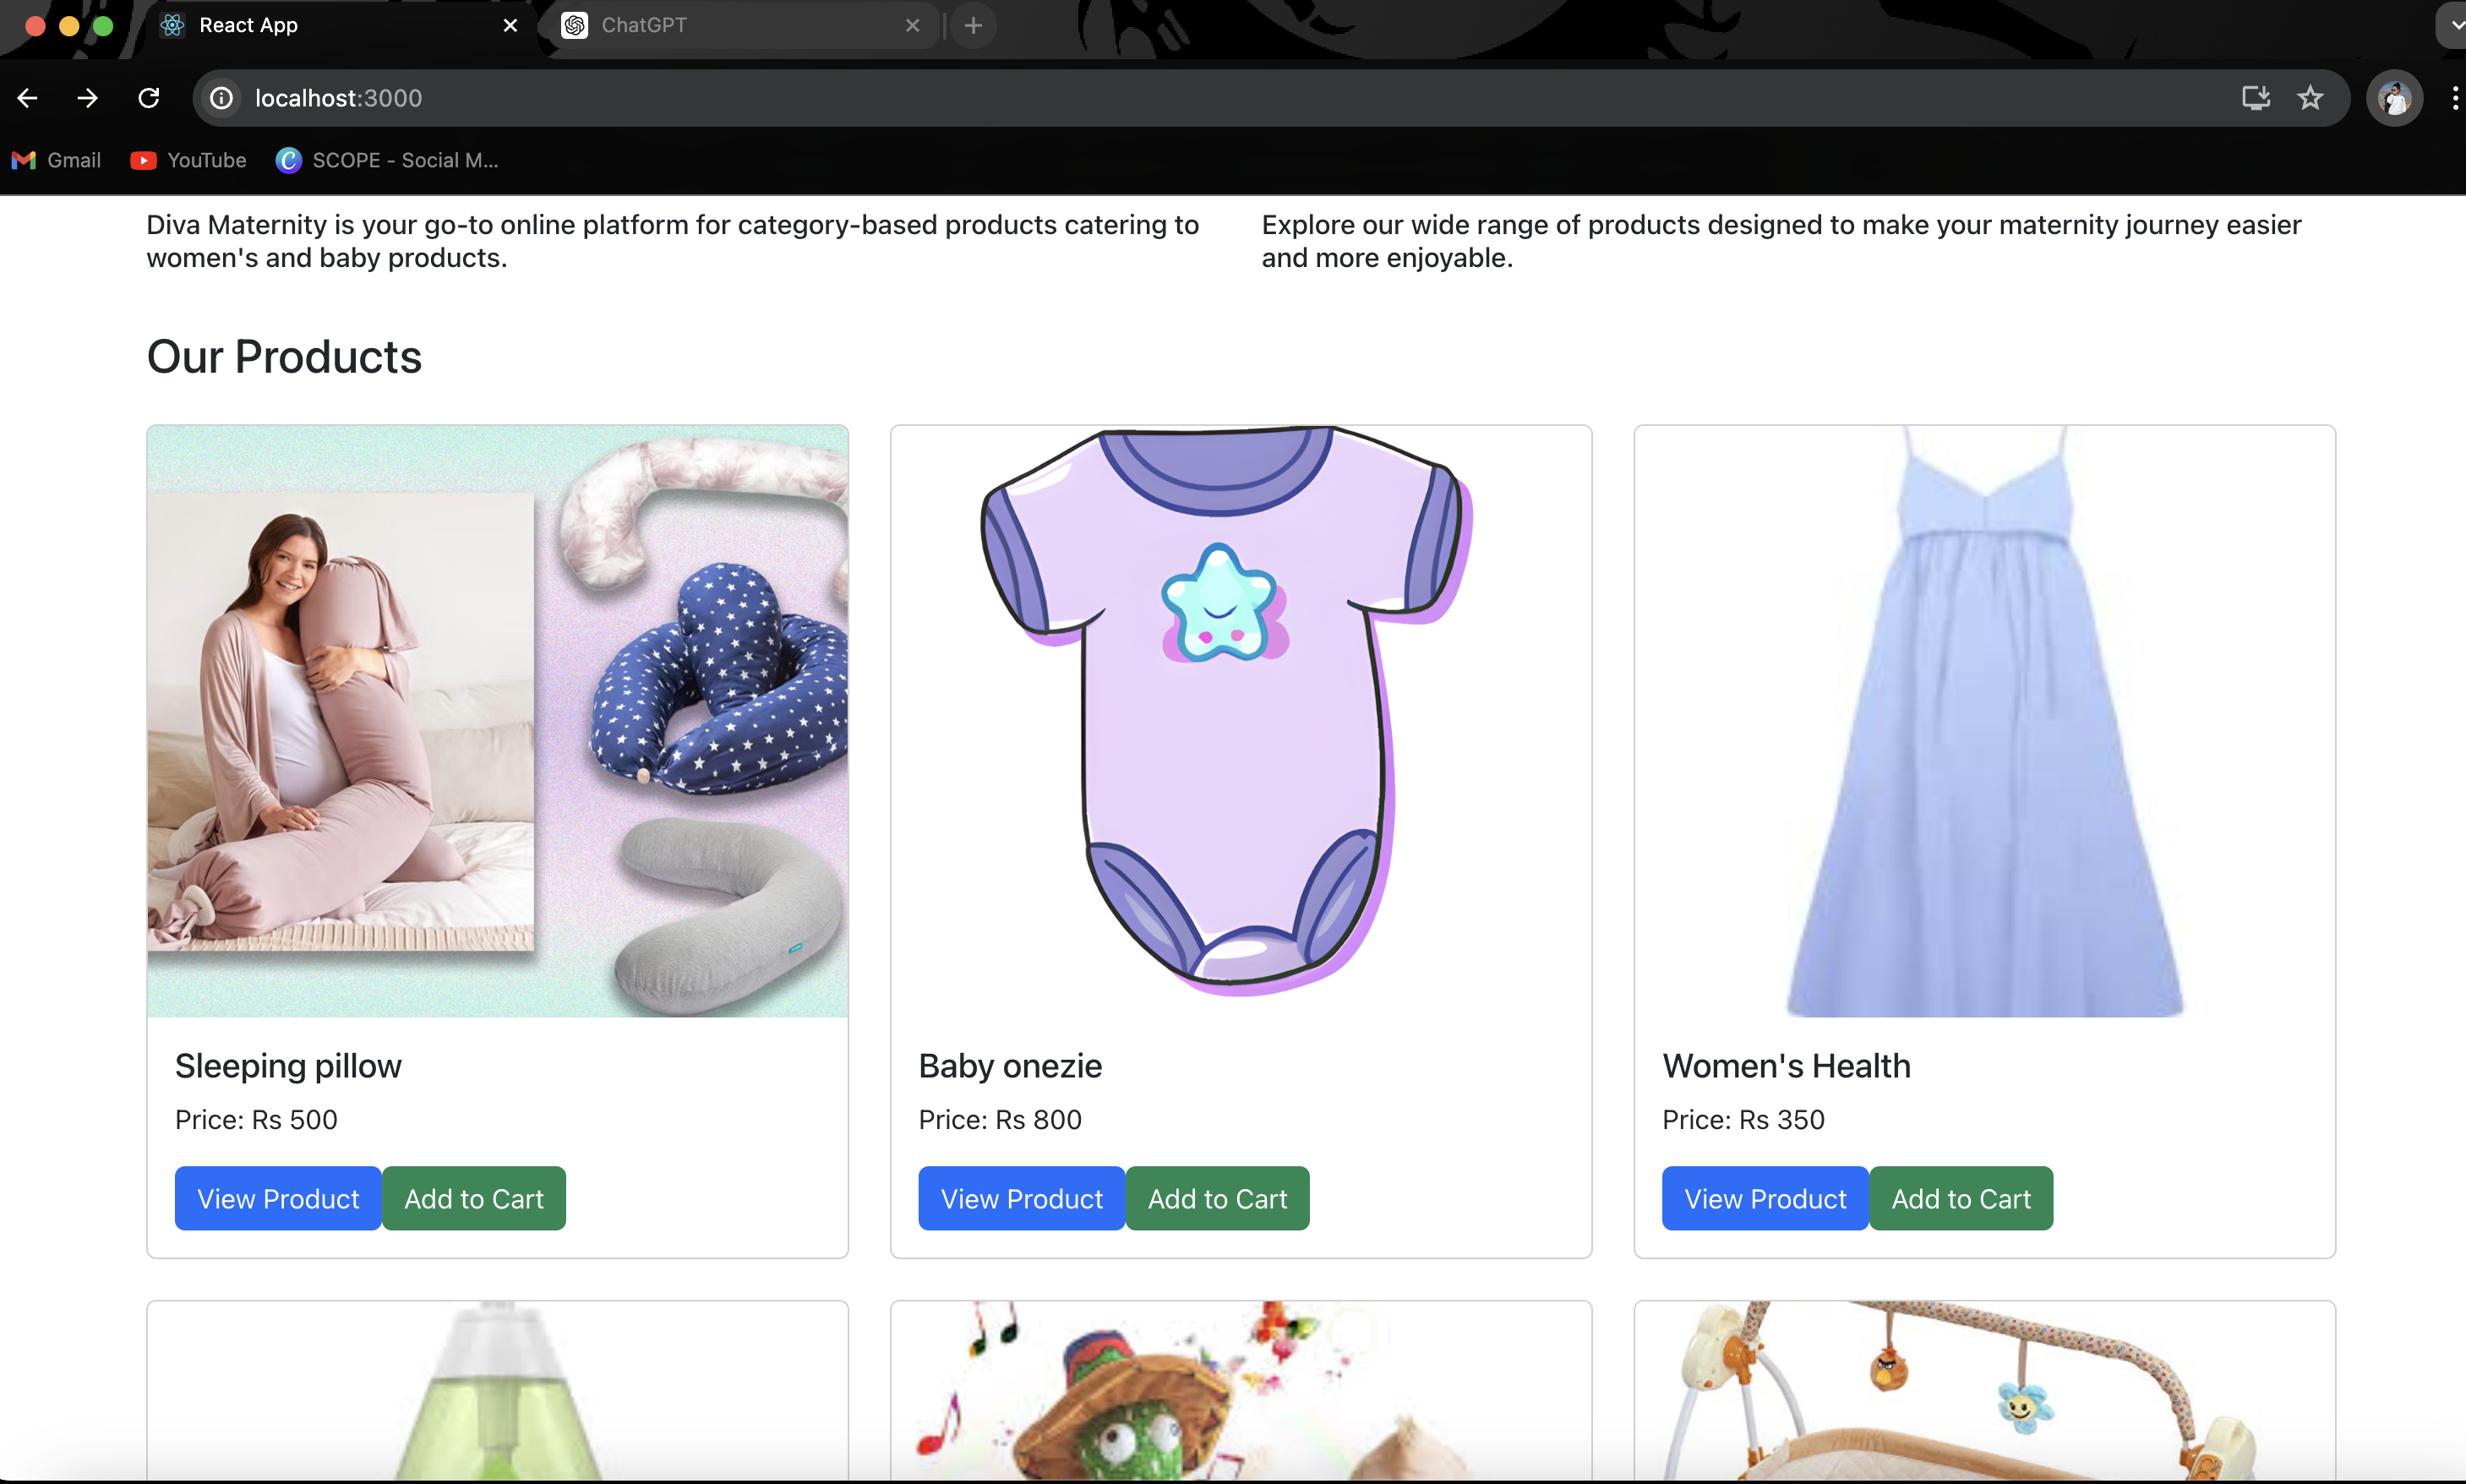 React App
ChatGPT
localhost:3000
Gmail YouTube SCOPE - Social M...
Diva Maternity is your go-to online platform for category-based products catering to
women's and baby products.
Explore our wide range of products designed to make your maternity journey easier
and more enjoyable.
Our Products
Sleeping pillow
Price: Rs 500
View Product Add to Cart
Baby onezie
Price: Rs 800
View Product Add to Cart
Women's Health
Price: Rs 350
View Product Add to Cart